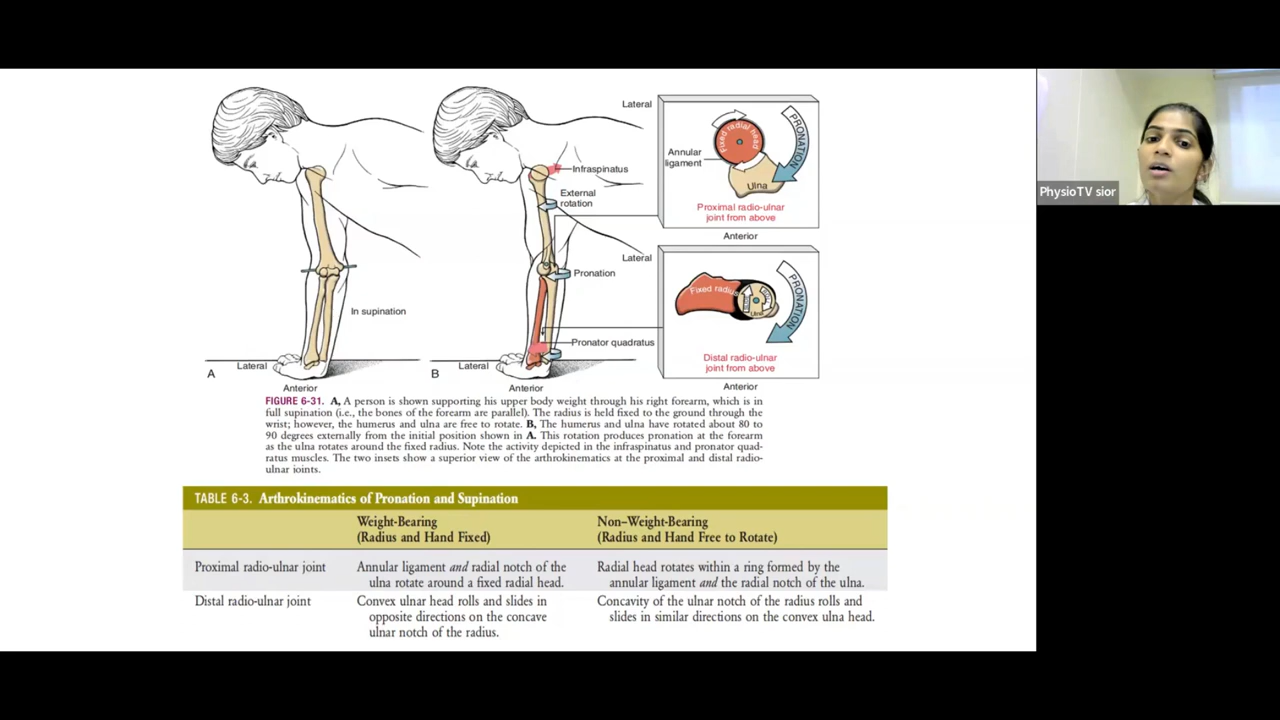 Lateral
Infraspinatus
External
rotation
Annular
ligament
Fixed radial head
PRONATION
Ulna
Proximal radio-ulnar
joint from above
Anterior
Lateral
Pronation
In supination
Fixed radius
Ulna
PRONATION
Pronator quadratus
Distal radio-ulnar
joint from above
Anterior
Lateral
A
Anterior
Lateral
B
Anterior
FIGURE 6-31. A, A person is shown supporting his upper body weight through his right forearm, which is in
full supination (i.e., the bones of the forearm are parallel). The radius is held fixed to the ground through the
wrist; however, the humerus and ulna are free to rotate. B, The humerus and ulna have rotated about 80 to
90 degrees externally from the initial position shown in A. This rotation produces pronation at the forearm
as the ulna rotates around the fixed radius. Note the activity depicted in the infraspinatus and pronator quad-
ratus muscles. The two insets show a superior view of the arthrokinematics at the proximal and distal radio-
ulnar joints.
TABLE 6-3. Arthrokinematics of Pronation and Supination
Weight-Bearing
(Radius and Hand Fixed)
Non–Weight-Bearing
(Radius and Hand Free to Rotate)
Proximal radio-ulnar joint
Annular ligament and radial notch of the
ulna rotate around a fixed radial head.
Radial head rotates within a ring formed by the
annular ligament and the radial notch of the ulna.
Distal radio-ulnar joint
Convex ulnar head rolls and slides in
opposite directions on the concave
ulnar notch of the radius.
Concavity of the ulnar notch of the radius rolls and
slides in similar directions on the convex ulna head.
PhysioTV sior